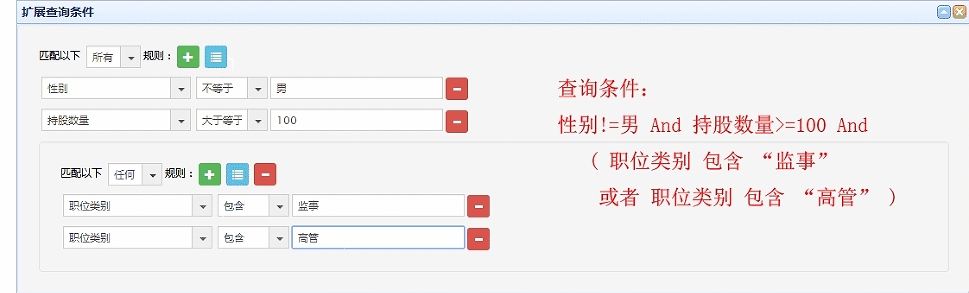 扩展查询条件
匹配以下 所有 规则：
性别 不等于 男
持股数量 大于等于 100
匹配以下 任何 规则：
职位类别 包含 监事
职位类别 包含 高管
查询条件：
性别!=男 And 持股数量>=100 And
( 职位类别 包含 “监事”
或者 职位类别 包含 “高管” )